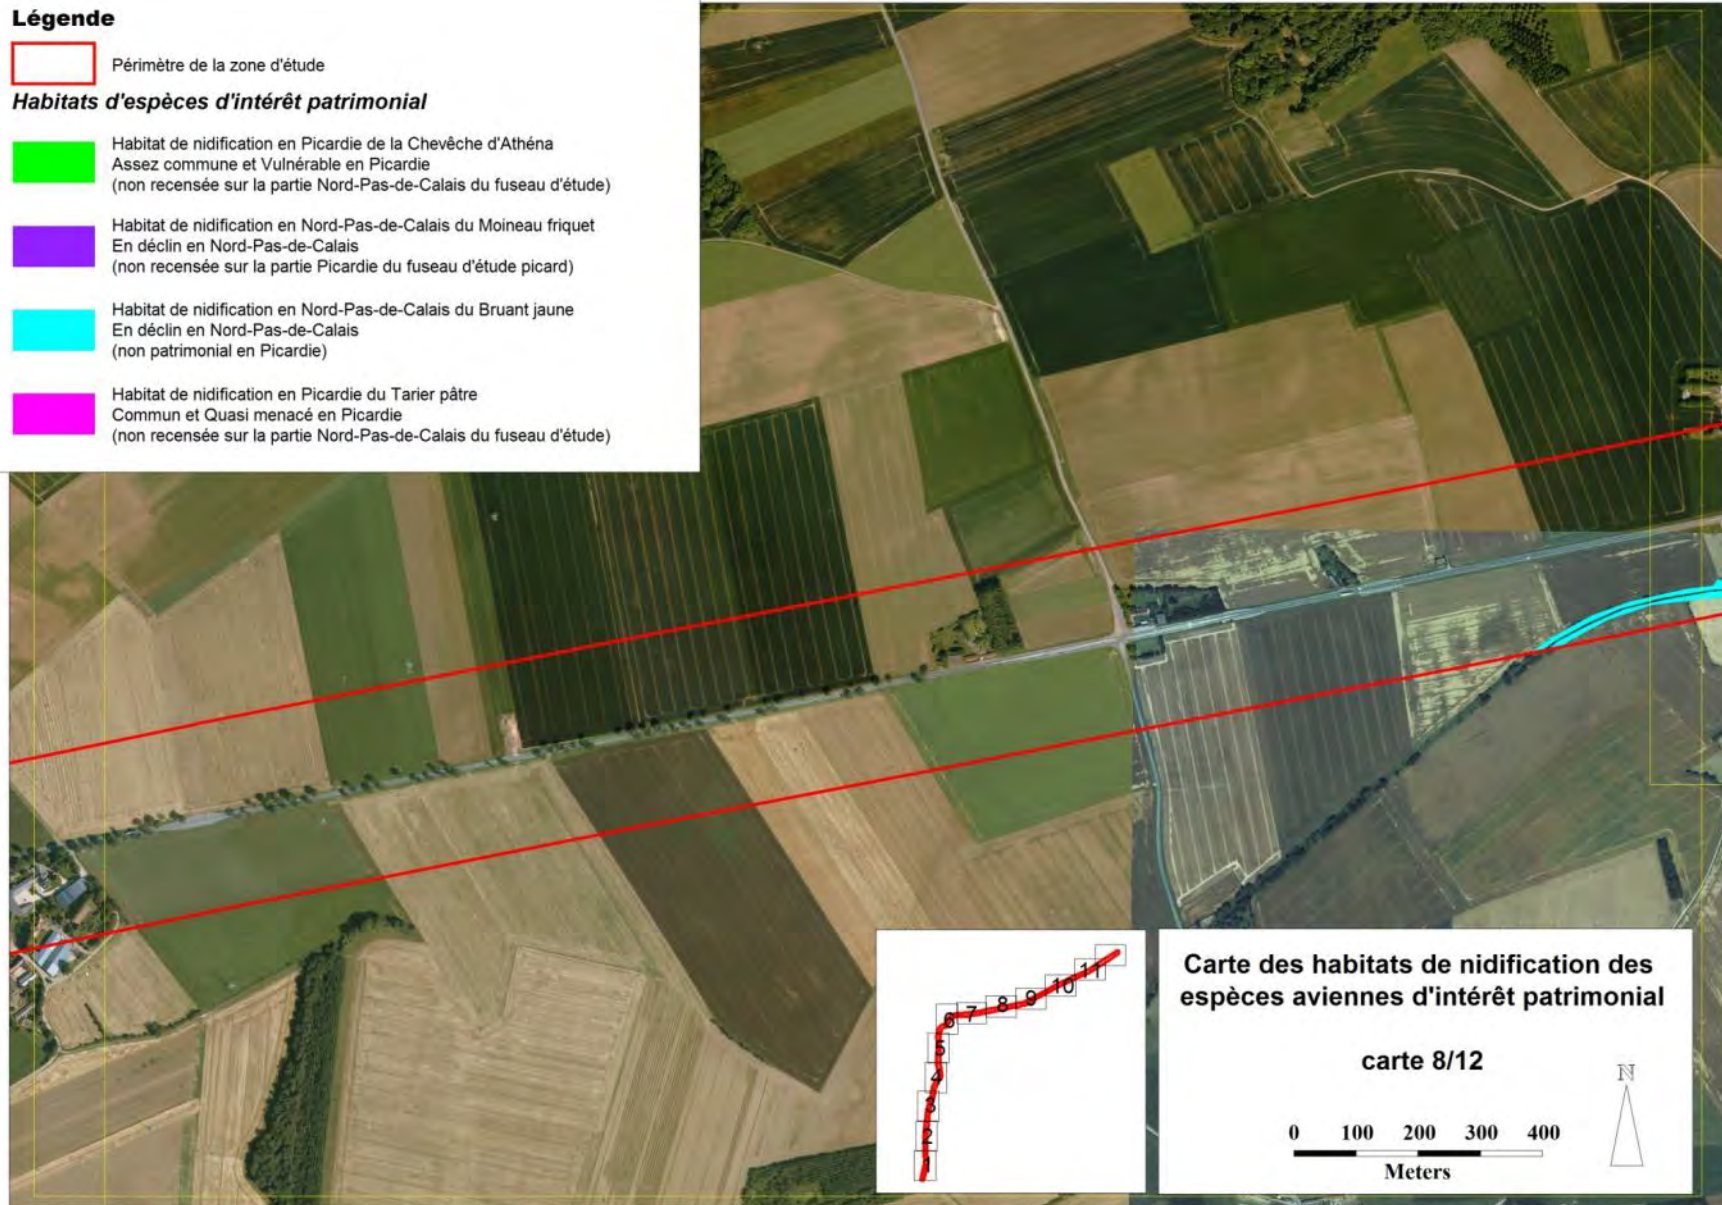 Légende
Périmètre de la zone d'étude
Habitats d'espèces d'intérêt patrimonial
Habitat de nidification en Picardie de la Chevêche d'Athéna
Assez commune et Vulnérable en Picardie
(non recensée sur la partie Nord-Pas-de-Calais du fuseau d'étude)
Habitat de nidification en Nord-Pas-de-Calais du Moineau friquet
En déclin en Nord-Pas-de-Calais
(non recensée sur la partie Picardie du fuseau d'étude picard)
Habitat de nidification en Nord-Pas-de-Calais du Bruant jaune
En déclin en Nord-Pas-de-Calais
(non patrimonial en Picardie)
Habitat de nidification en Picardie du Tarier pâtre
Commun et Quasi menacé en Picardie
(non recensée sur la partie Nord-Pas-de-Calais du fuseau d'étude)
11
10
9
8
7
6
5
4
3
2
1
Carte des habitats de nidification des
espèces aviennes d'intérêt patrimonial
carte 8/12
N
0 100 200 300 400
Meters